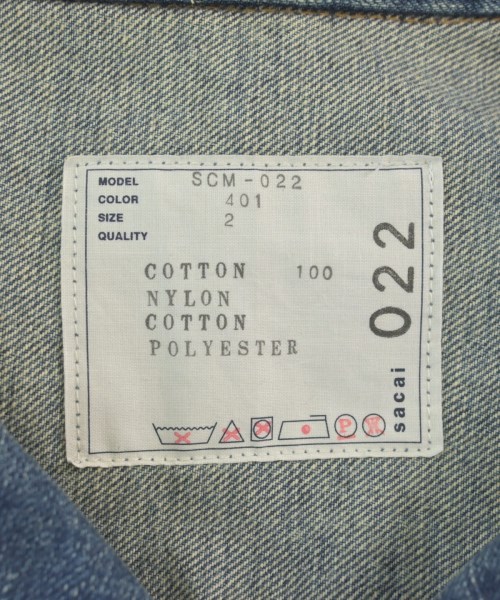 MODEL SCM-022
COLOR 401
SIZE 2
QUALITY
COTTON 100
NYLON
COTTON
POLYESTER
P
sacai 022